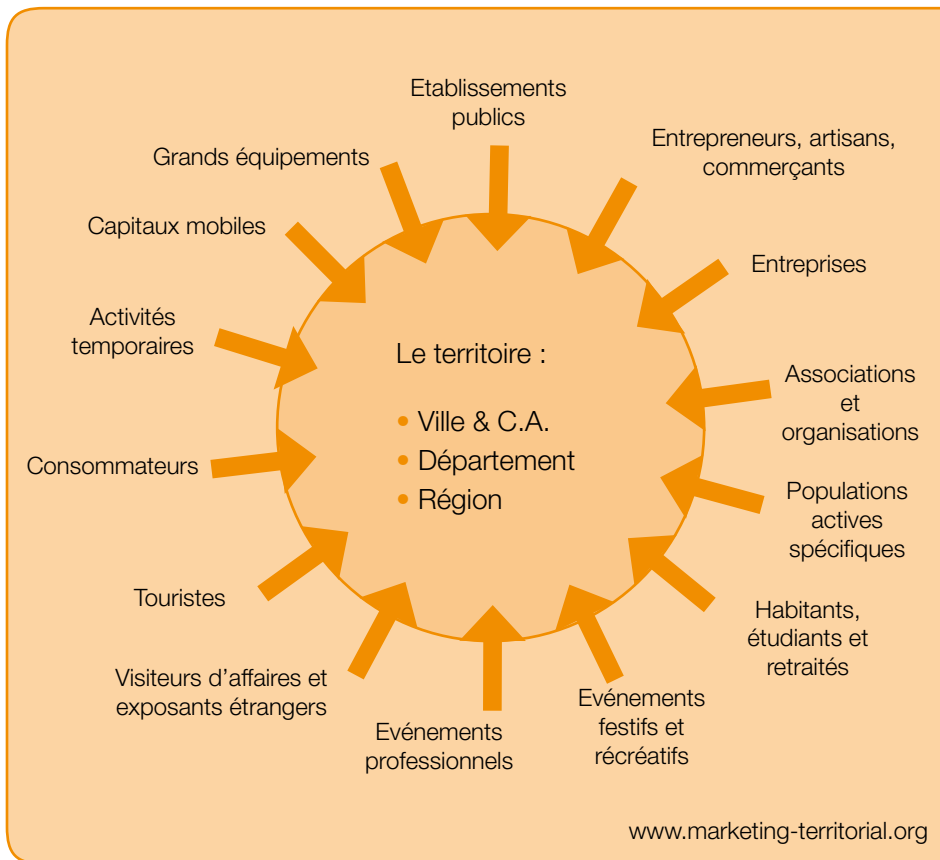 Etablissements
publics
Entrepreneurs, artisans,
commerçants
Grands équipements
Capitaux mobiles
Entreprises
Activités
temporaires
Le territoire :
• Ville & C.A.
• Département
• Région
Associations
et
organisations
Consommateurs
Populations
actives
spécifiques
Touristes
Habitants,
étudiants et
retraités
Visiteurs d’affaires et
exposants étrangers
Evénements
professionnels
Evénements
festifs et
récréatifs
www.marketing-territorial.org